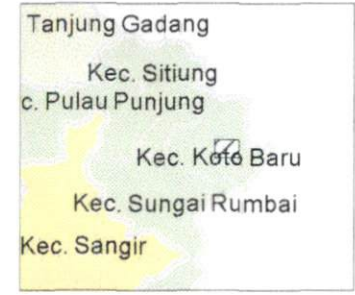 Tanjung Gadang
Kec. Sitiung
c. Pulau Punjung
Kec. Koto Baru
Kec. Sungai Rumbai
Kec. Sangir